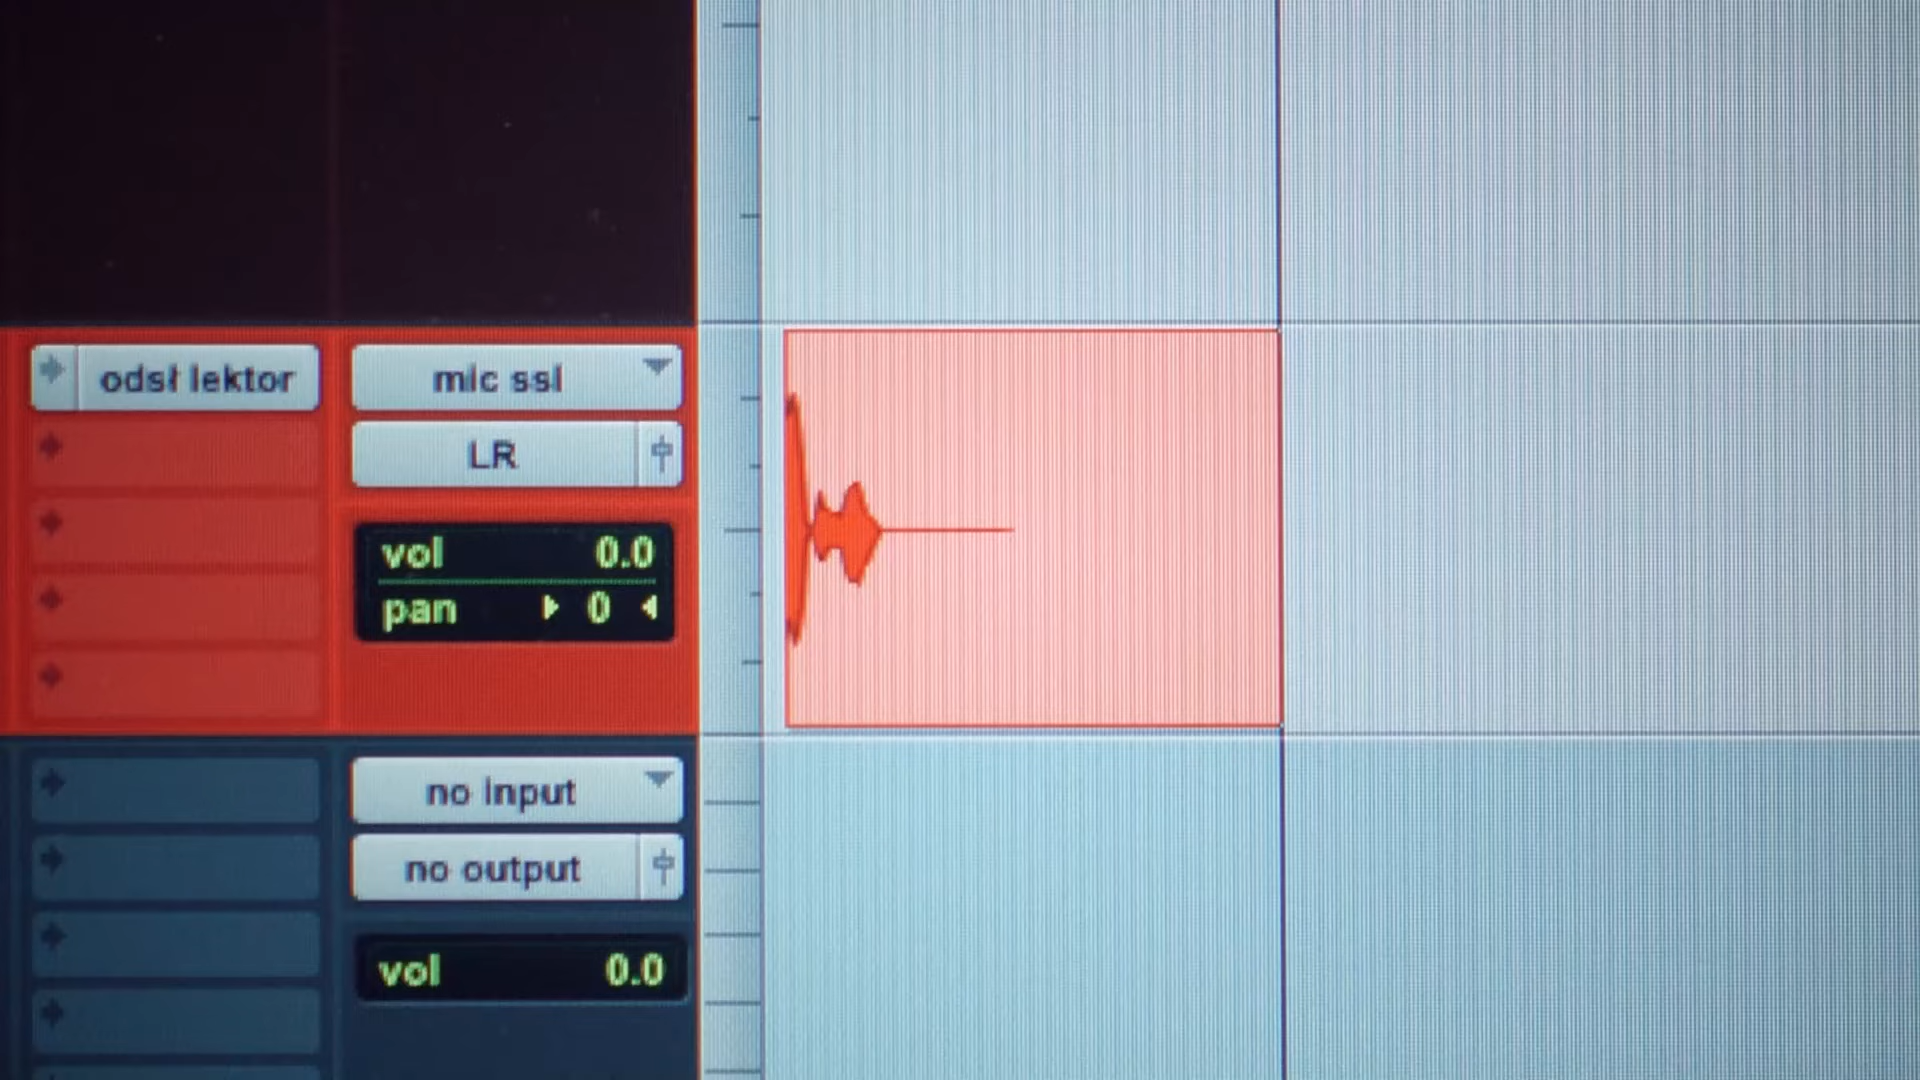 odsł lektor
mic ssl
LR
vol 0.0
pan 0
no input
no output
vol 0.0